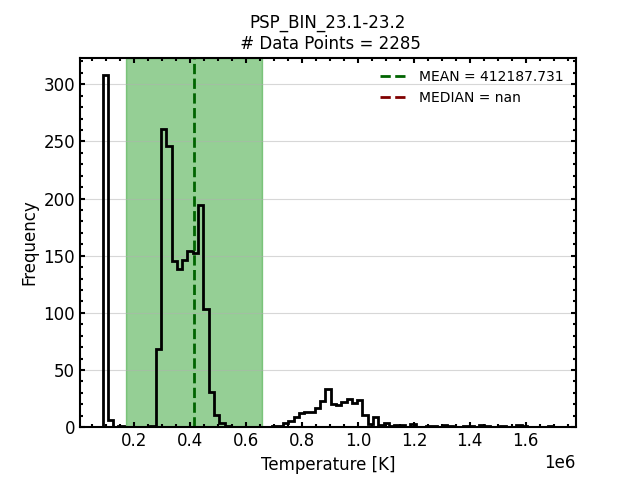 PSP_BIN_23.1-23.2
# Data Points = 2285
MEAN = 412187.731
MEDIAN = nan
Frequency
300
250
200
150
100
50
0
0.2 0.4 0.6 0.8 1.0 1.2 1.4 1.6
1e6
Temperature [K]